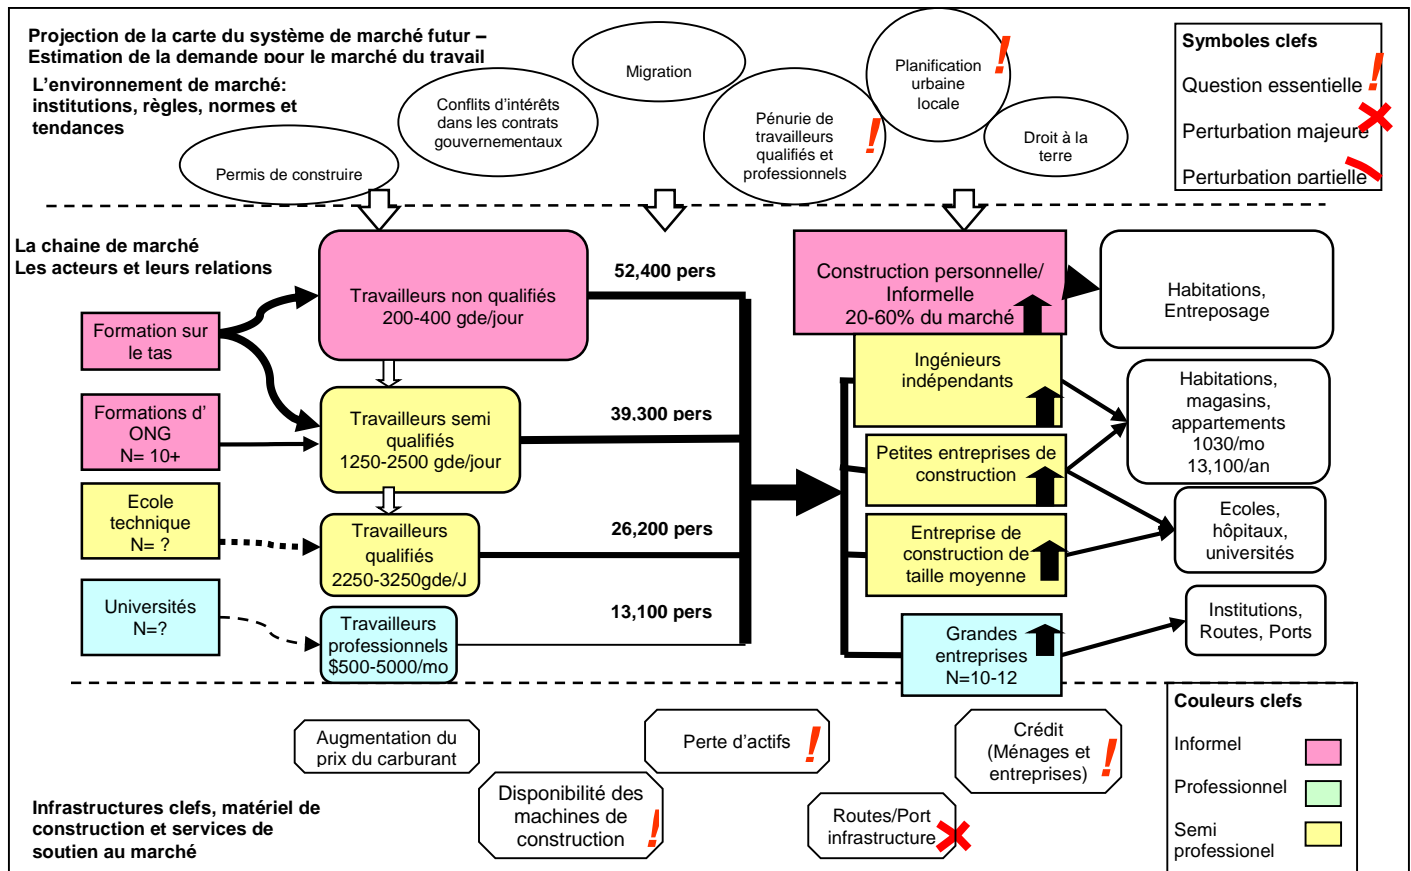 Projection de la carte du système de marché futur –
Estimation de la demande pour le marché du travail
L'environnement de marché:
institutions, règles, normes et
tendances
Permis de construire
Conflits d'intérêts
dans les contrats
gouvernementaux
Migration
Pénurie de
travailleurs
qualifiés et
professionnels
Planification
urbaine
locale
Droit à la
terre
Symboles clefs
Question essentielle
Perturbation majeure
Perturbation partielle
La chaine de marché
Les acteurs et leurs relations
Formation sur
le tas
Formations d'
ONG
N= 10+
Ecole
technique
N= ?
Universités
N=?
Travailleurs non qualifiés
200-400 gde/jour
Travailleurs semi
qualifiés
1250-2500 gde/jour
Travailleurs
qualifiés
2250-3250gde/J
Travailleurs
professionnels
$500-5000/mo
52,400 pers
39,300 pers
26,200 pers
13,100 pers
Construction personnelle/
Informelle
20-60% du marché
Ingénieurs
indépendants
Petites entreprises de
construction
Entreprise de
construction de
taille moyenne
Grandes
entreprises
N=10-12
Habitations,
Entreposage
Habitations,
magasins,
appartements
1030/mo
13,100/an
Ecoles,
hôpitaux,
universités
Institutions,
Routes, Ports
Infrastructures clefs, matériel de
construction et services de
soutien au marché
Augmentation du
prix du carburant
Disponibilité des
machines de
construction
Perte d'actifs
Routes/Port
infrastructure
Crédit
(Ménages et
entreprises)
Couleurs clefs
Informel
Professionnel
Semi
professionel